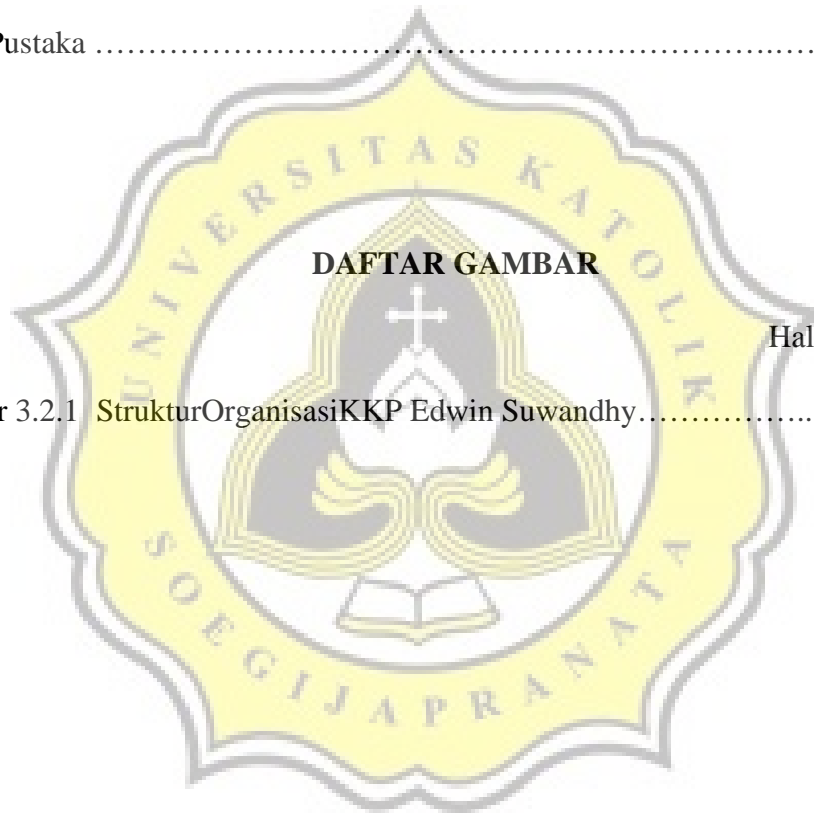 Pustaka ……………………………………………………………..….
UNIVERSITAS KATOLIK
DAFTAR GAMBAR
Hal
r 3.2.1 StrukturOrganisasiKKP Edwin Suwandhy……………..
SOEGIJAPRANATA